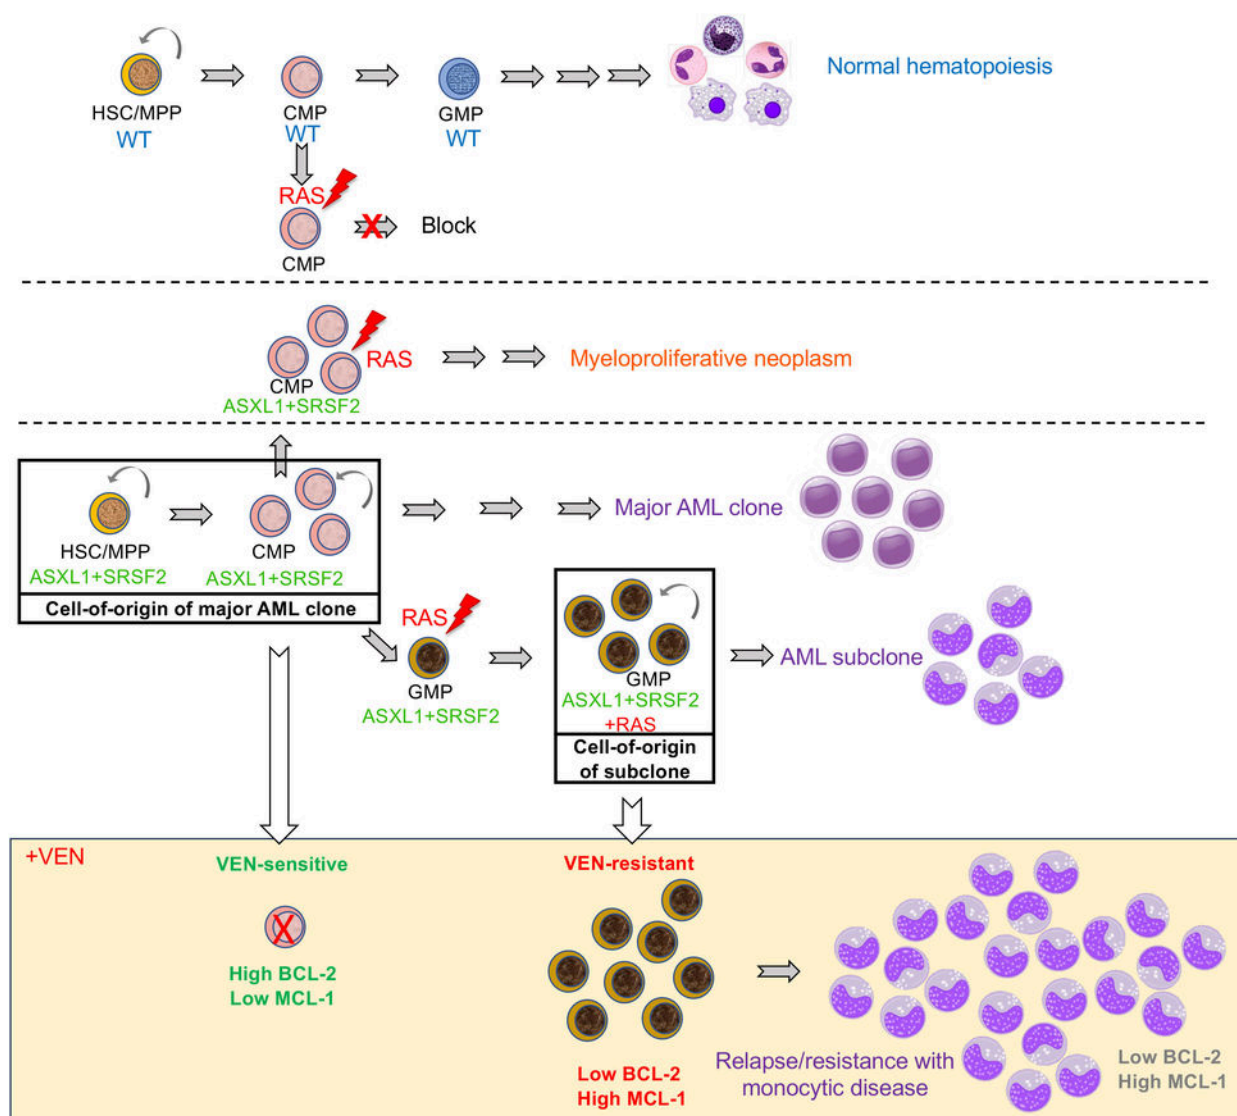 HSC/MPP
WT
CMP
WT
GMP
WT
Normal hematopoiesis
RAS
X
CMP
Block
RAS
CMP
ASXL1+SRSF2
Myeloproliferative neoplasm
HSC/MPP
ASXL1+SRSF2
CMP
ASXL1+SRSF2
Cell-of-origin of major AML clone
Major AML clone
RAS
GMP
ASXL1+SRSF2
GMP
ASXL1+SRSF2
+RAS
Cell-of-origin
of subclone
AML subclone
+VEN
VEN-sensitive
X
High BCL-2
Low MCL-1
VEN-resistant
Low BCL-2
High MCL-1
Relapse/resistance with
monocytic disease
Low BCL-2
High MCL-1